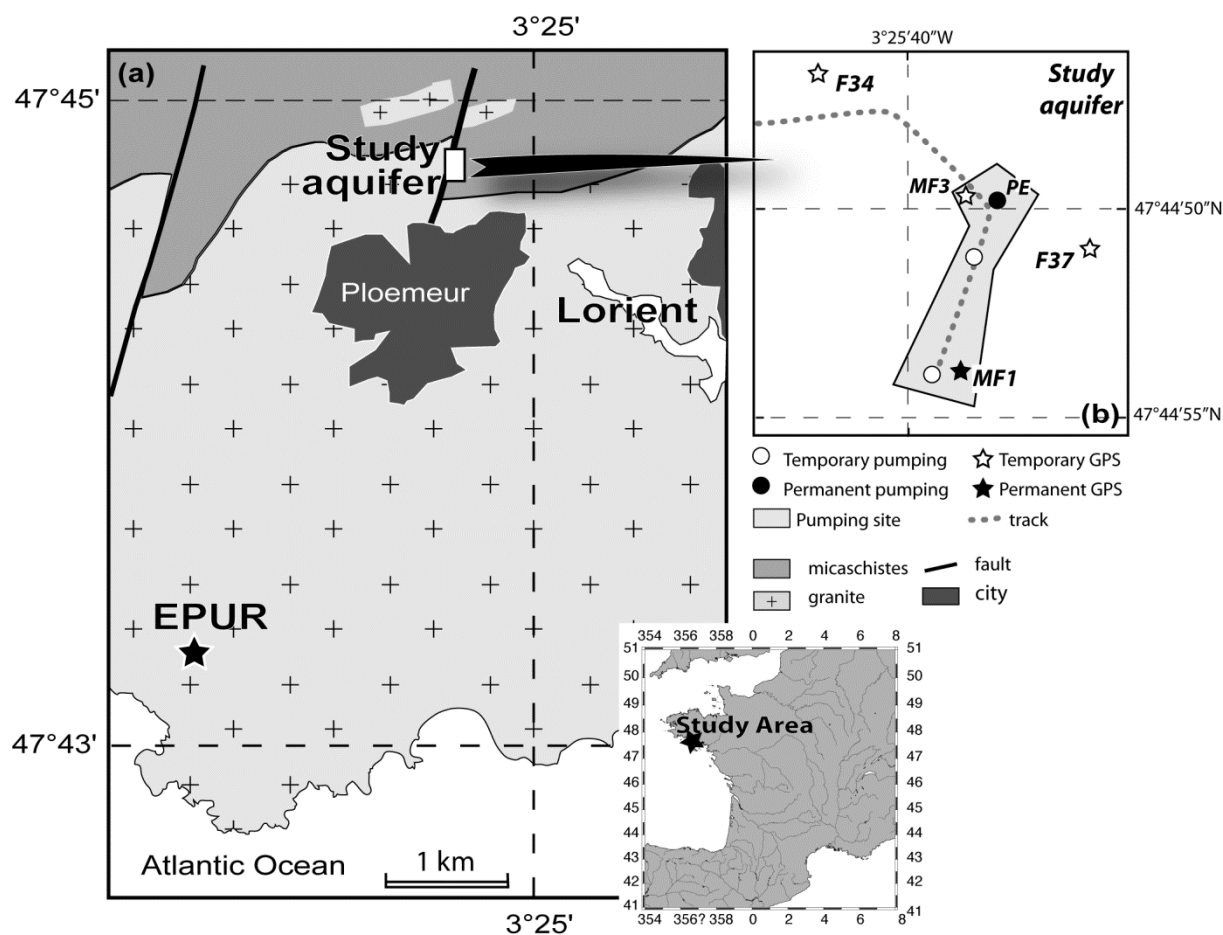 3°25'
(a)
47°45'
Study
aquifer
Ploemeur
Lorient
EPUR
47°43'
Atlantic Ocean
1 km
3°25'
3°25'40"W
F34
Study
aquifer
MF3
PE
47°44'50"N
F37
MF1
(b)
47°44'55"N
Temporary pumping
Temporary GPS
Permanent pumping
Permanent GPS
Pumping site
track
micaschistes
fault
granite
city
354 356 358 0 2 4 6 8
51 51
50 50
49 49
Study Area
48 48
47 47
46 46
45 45
44 44
43 43
42 42
41 41
354 356? 358 0 2 4 6 8